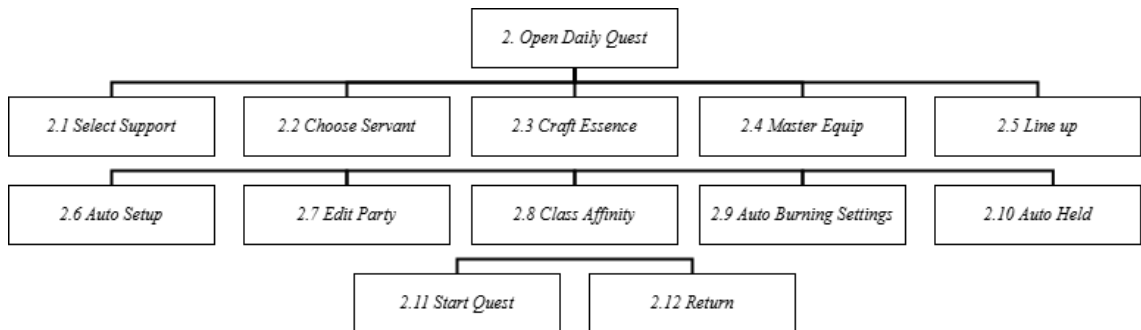 2. Open Daily Quest
2.1 Select Support
2.2 Choose Servant
2.3 Craft Essence
2.4 Master Equip
2.5 Line up
2.6 Auto Setup
2.7 Edit Party
2.8 Class Affinity
2.9 Auto Burning Settings
2.10 Auto Held
2.11 Start Quest
2.12 Return